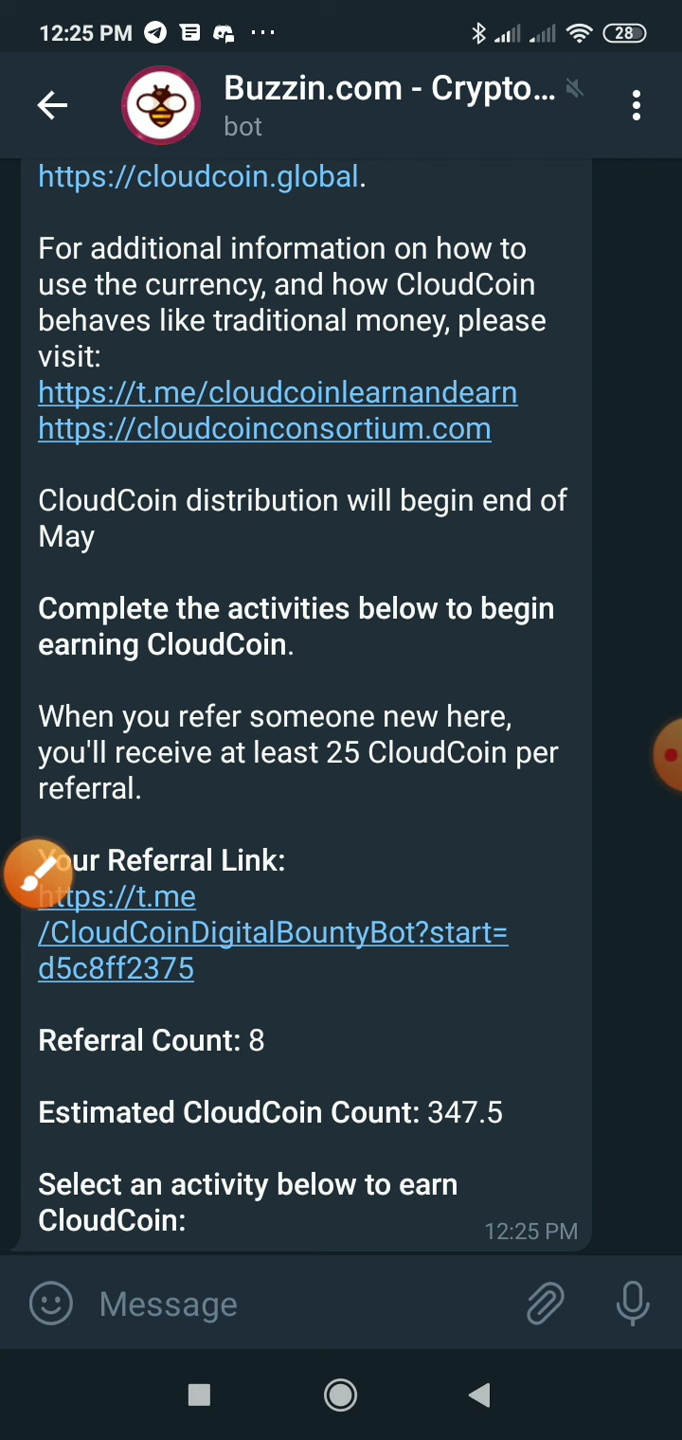 12:25 PM
28
Buzzin.com - Crypto...
bot
https://cloudcoin.global.
For additional information on how to
use the currency, and how CloudCoin
behaves like traditional money, please
visit:
https://t.me/cloudcoinlearnandearn
https://cloudcoinconsortium.com
CloudCoin distribution will begin end of
May
Complete the activities below to begin
earning CloudCoin.
When you refer someone new here,
you'll receive at least 25 CloudCoin per
referral.
Your Referral Link:
https://t.me
/CloudCoinDigitalBountyBot?start=
d5c8ff2375
Referral Count: 8
Estimated CloudCoin Count: 347.5
Select an activity below to earn
CloudCoin:
12:25 PM
Message